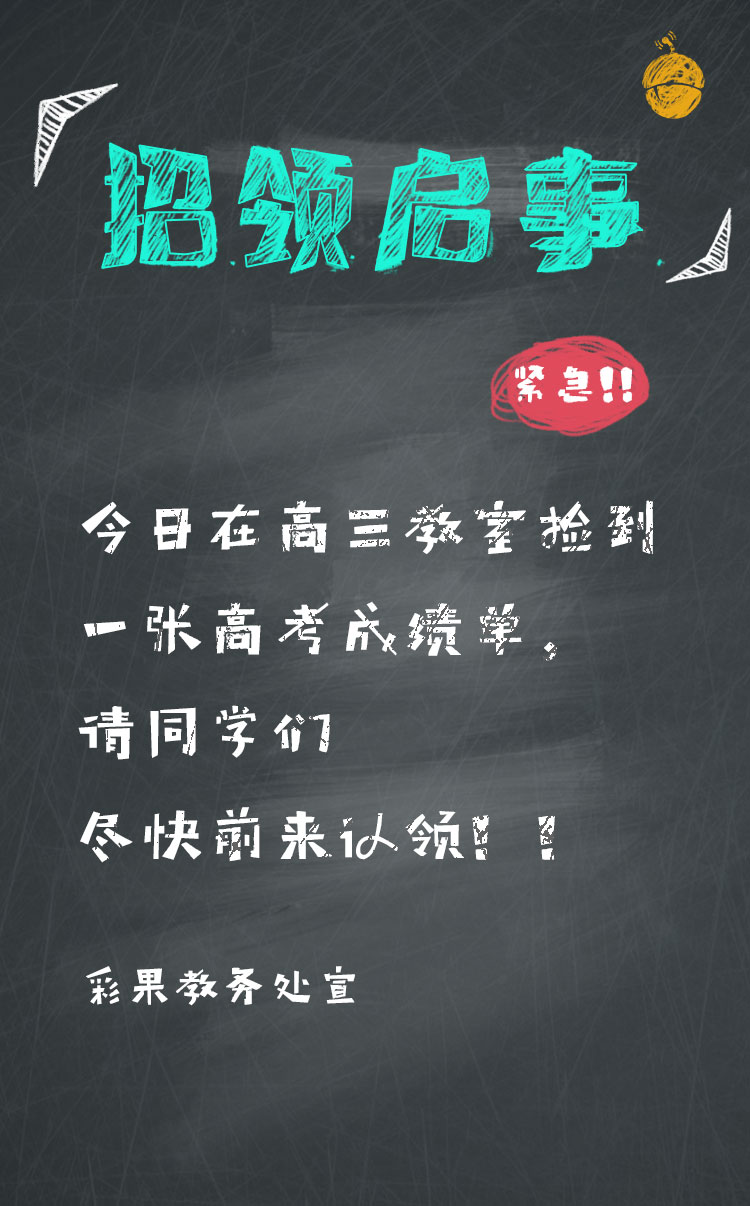 招领启事
紧急!!
今日在高三教室捡到
一张高考成绩单，
请同学们
尽快前来认领！！
彩果教务处宣